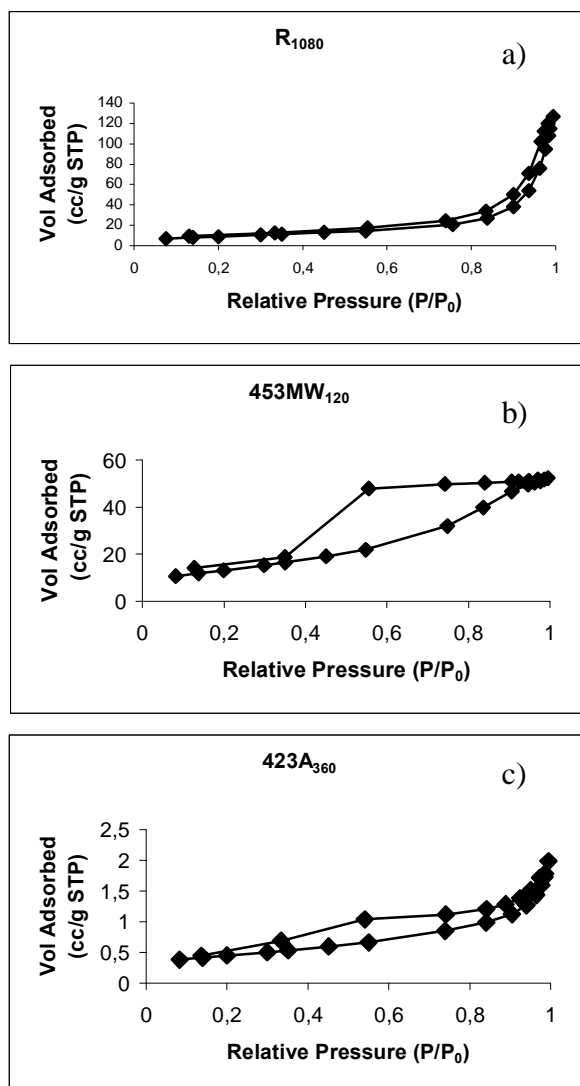 R₁₀₈₀
a)
Vol Adsorbed
(cc/g STP)
140
120
100
80
60
40
20
0
0 0,2 0,4 0,6 0,8 1
Relative Pressure (P/P₀)
453MW₁₂₀
b)
Vol Adsorbed
(cc/g STP)
60
40
20
0
0 0,2 0,4 0,6 0,8 1
Relative Pressure (P/P₀)
423A₃₆₀
c)
Vol Adsorbed
(cc/g STP)
2,5
2
1,5
1
0,5
0
0 0,2 0,4 0,6 0,8 1
Relative Pressure (P/P₀)